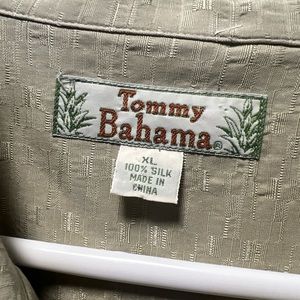 Tommy
Bahama®
XL
100% SILK
MADE IN
CHINA